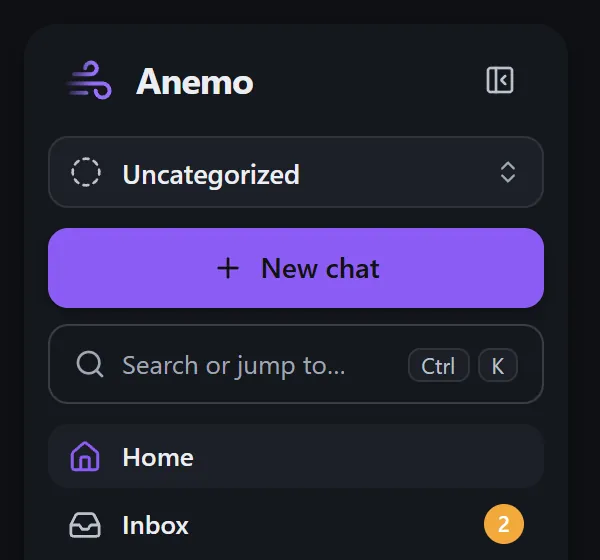 Anemo
Uncategorized
New chat
Search or jump to... Ctrl K
Home
Inbox 2